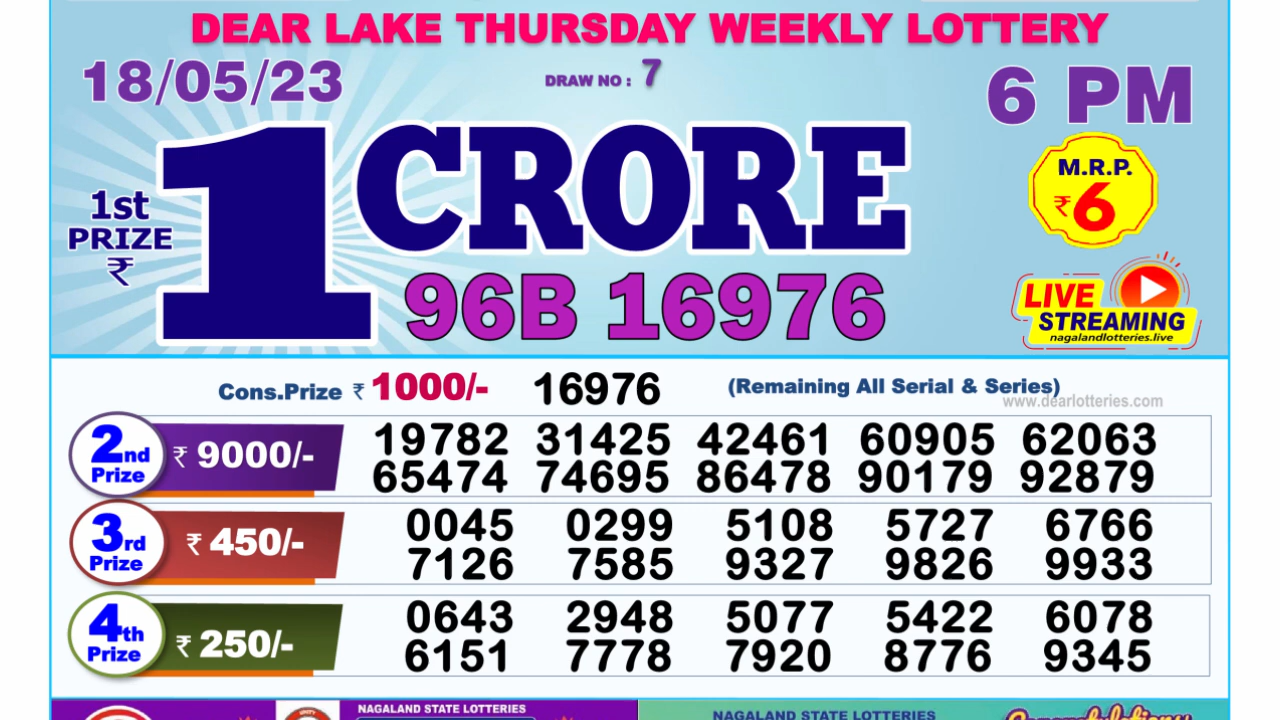 DEAR LAKE THURSDAY WEEKLY LOTTERY
18/05/23
DRAW NO : 7
6 PM
1st PRIZE ₹
1 CRORE
96B 16976
M.R.P.
₹6
LIVE
STREAMING
nagalandlotteries.live
Cons.Prize ₹ 1000/- 16976 (Remaining All Serial & Series)
www.dearlotteries.com
2nd Prize ₹ 9000/-
19782 31425 42461 60905 62063
65474 74695 86478 90179 92879
3rd Prize ₹ 450/-
0045 0299 5108 5727 6766
7126 7585 9327 9826 9933
4th Prize ₹ 250/-
0643 2948 5077 5422 6078
6151 7778 7920 8776 9345
NAGALAND STATE LOTTERIES
NAGALAND STATE LOTTERIES
Congratulations